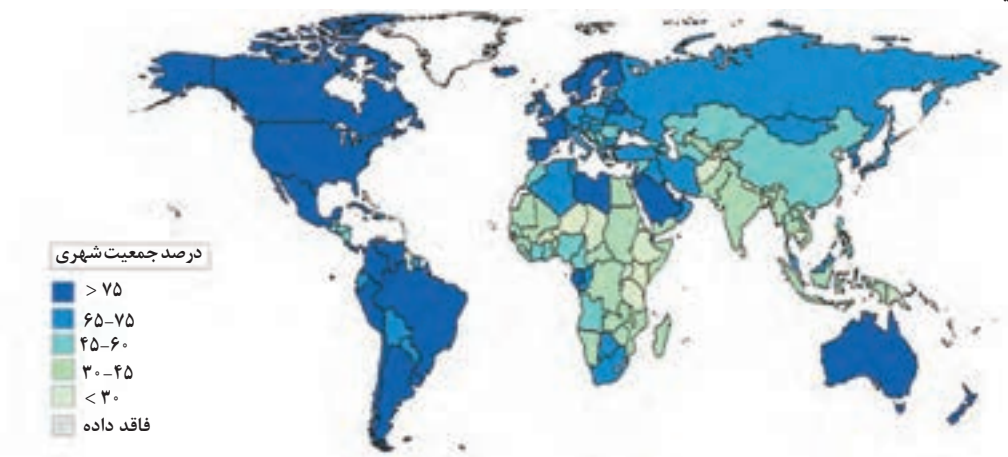 درصد جمعیت شهری
> ۷۵
۶۵-۷۵
۴۵-۶۰
۳۰-۴۵
< ۳۰
فاقد داده